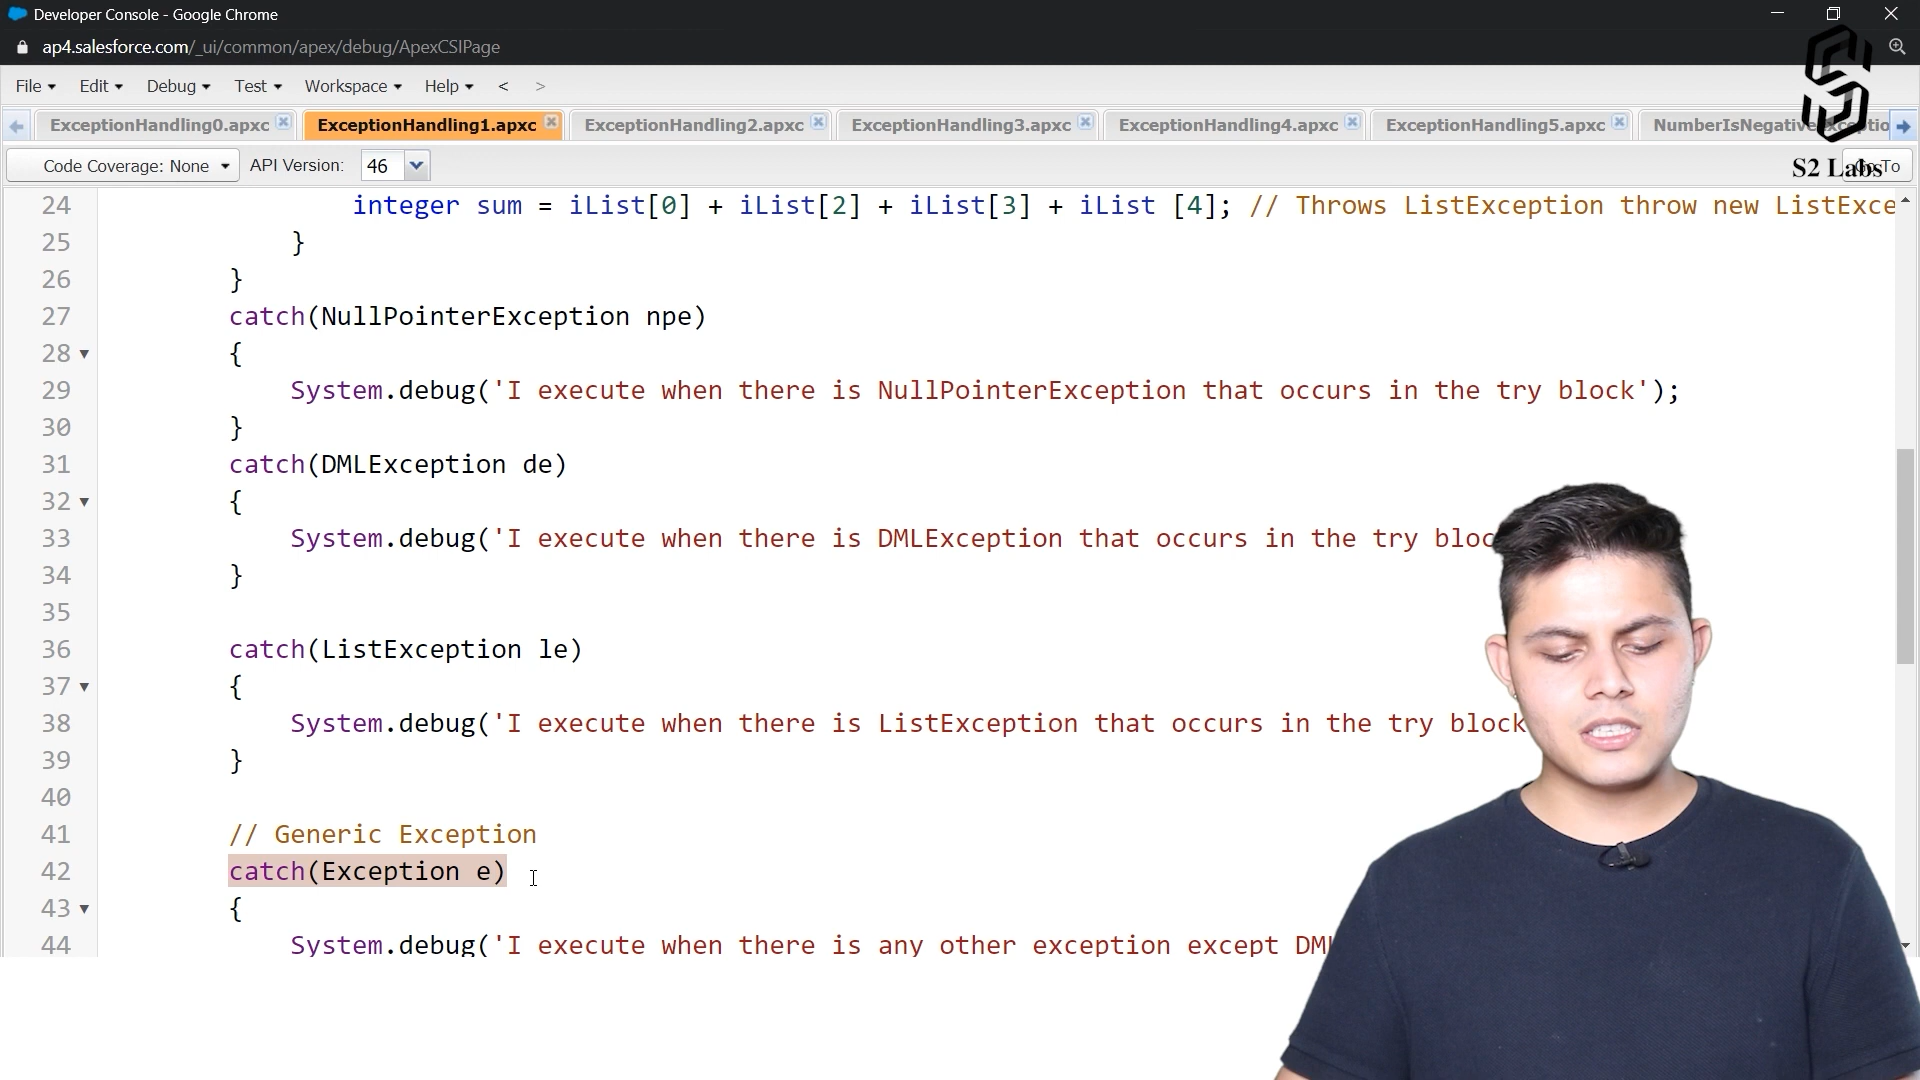 Developer Console - Google Chrome
ap4.salesforce.com/_ui/common/apex/debug/ApexCSIPage
File Edit Debug Test Workspace Help < >
ExceptionHandling0.apxc ExceptionHandling1.apxc ExceptionHandling2.apxc ExceptionHandling3.apxc ExceptionHandling4.apxc ExceptionHandling5.apxc NumberIsNegative
Code Coverage: None API Version: 46 S2 Labs To
24 integer sum = iList[0] + iList[2] + iList[3] + iList [4]; // Throws ListException throw new ListExce
25 }
26 }
27 catch(NullPointerException npe)
28 {
29 System.debug('I execute when there is NullPointerException that occurs in the try block');
30 }
31 catch(DMLException de)
32 {
33 System.debug('I execute when there is DMLException that occurs in the try bloc
34 }
35
36 catch(ListException le)
37 {
38 System.debug('I execute when there is ListException that occurs in the try block
39 }
40
41 // Generic Exception
42 catch(Exception e)
43 {
44 System.debug('I execute when there is any other exception except DM